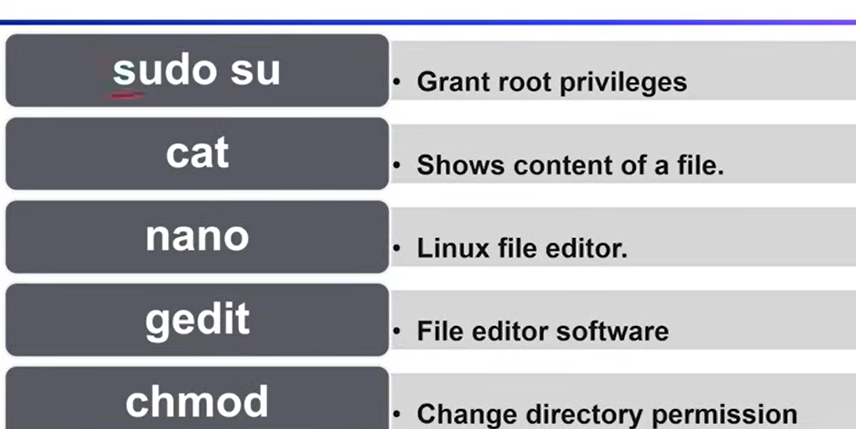 sudo su
• Grant root privileges
cat
• Shows content of a file.
nano
• Linux file editor.
gedit
• File editor software
chmod
• Change directory permission